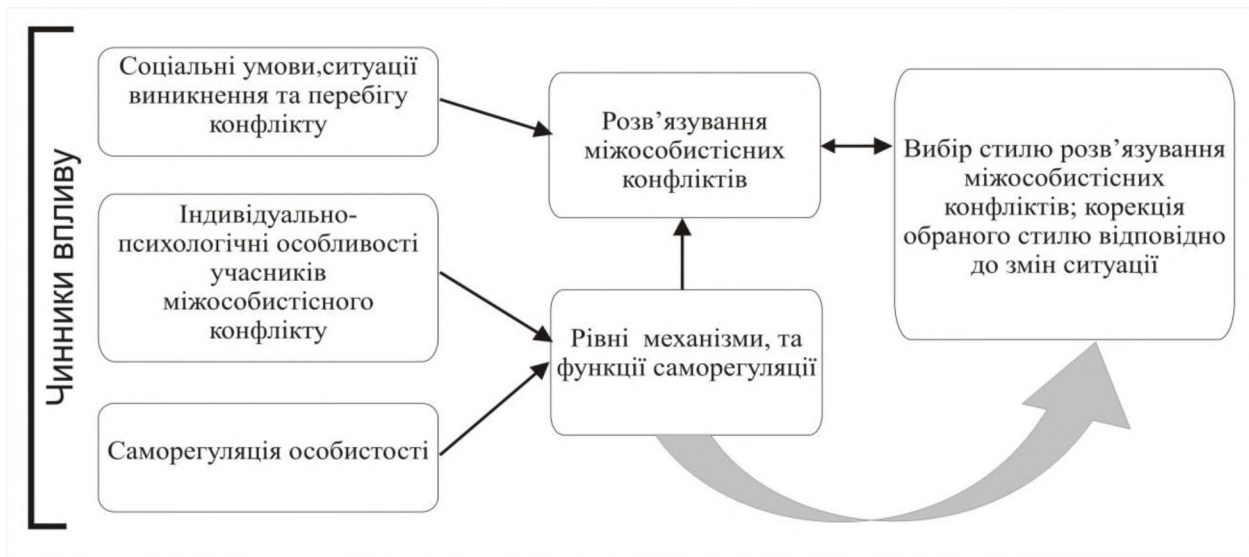 Чинники впливу
Соціальні умови,ситуації
виникнення та перебігу
конфлікту
Індивідуально-
психологічні особливості
учасників
міжособистісного
конфлікту
Саморегуляція особистості
Розв’язування
міжособистісних
конфліктів
Рівні механізми, та
функції саморегуляції
Вибір стилю розв’язування
міжособистісних
конфліктів; корекція
обраного стилю відповідно
до змін ситуації